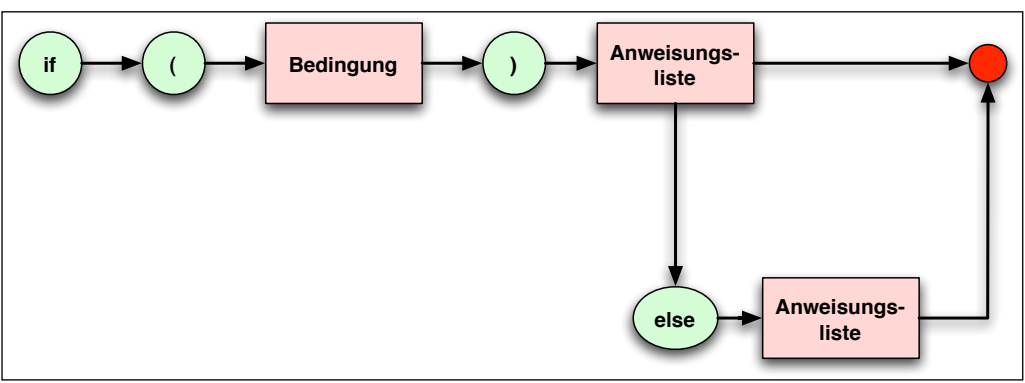 if
(
Bedingung
)
Anweisungs-
liste
else
Anweisungs-
liste